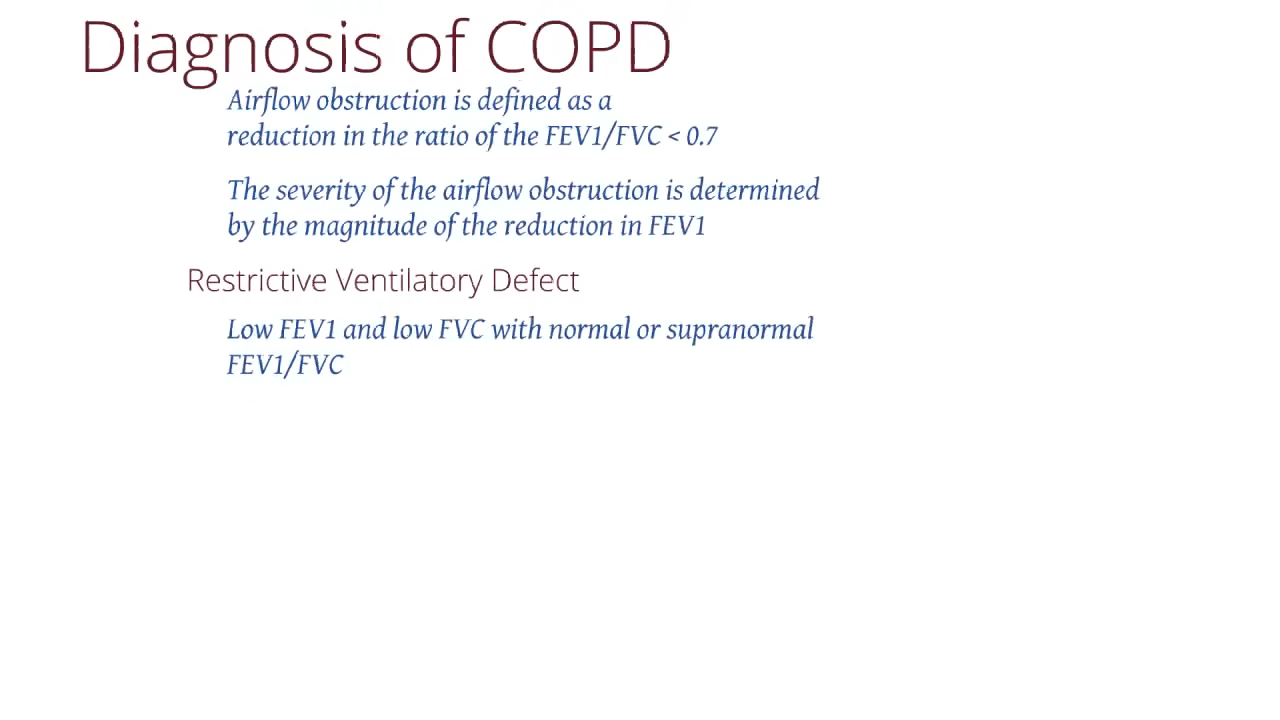 Diagnosis of COPD
Airflow obstruction is defined as a
reduction in the ratio of the FEV1/FVC < 0.7
The severity of the airflow obstruction is determined
by the magnitude of the reduction in FEV1
Restrictive Ventilatory Defect
Low FEV1 and low FVC with normal or supranormal
FEV1/FVC